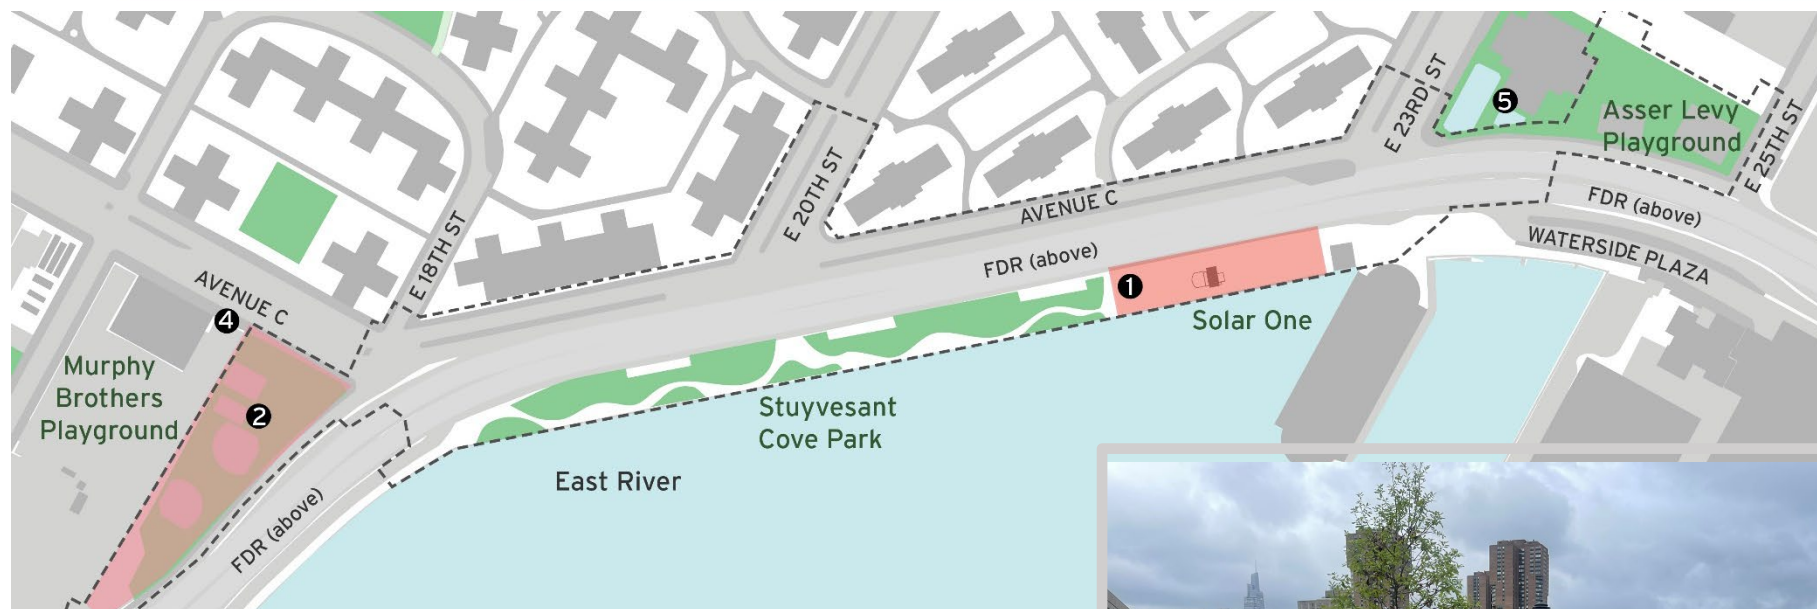 E 23RD ST
5
Asser Levy
Playground
E 25TH ST
E 20TH ST
AVENUE C
FDR (above)
FDR (above)
WATERSIDE PLAZA
E 18TH ST
AVENUE C
1
Solar One
4
Murphy
Brothers
Playground
2
Stuyvesant
Cove Park
East River
FDR (above)